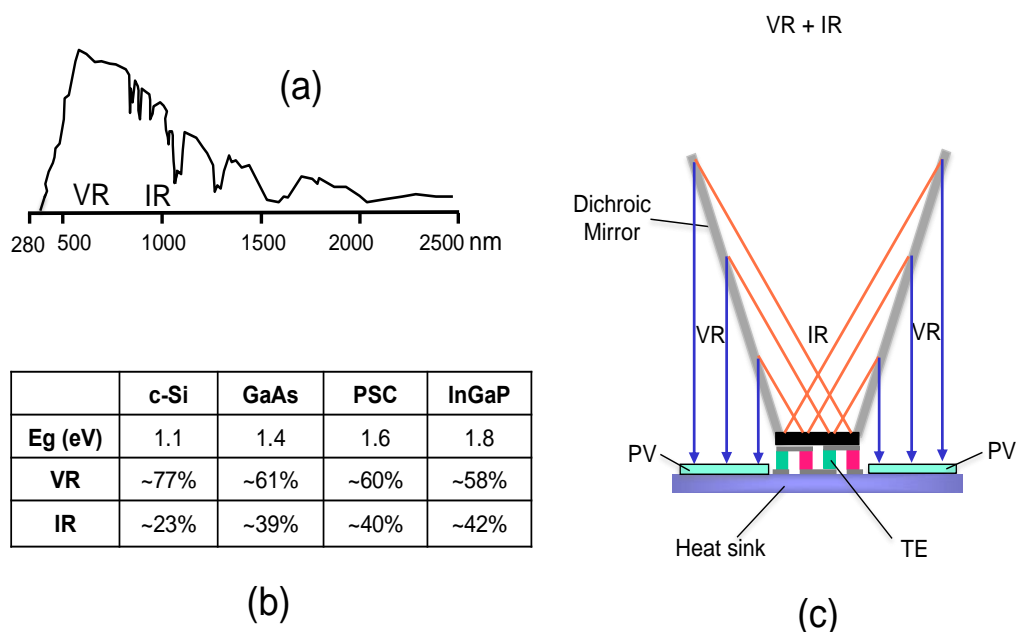 (a)
VR IR
280 500 1000 1500 2000 2500 nm
c-Si GaAs PSC InGaP
Eg (eV) 1.1 1.4 1.6 1.8
VR ~77% ~61% ~60% ~58%
IR ~23% ~39% ~40% ~42%
(b)
VR + IR
Dichroic
Mirror
VR IR VR
PV PV
Heat sink TE
(c)